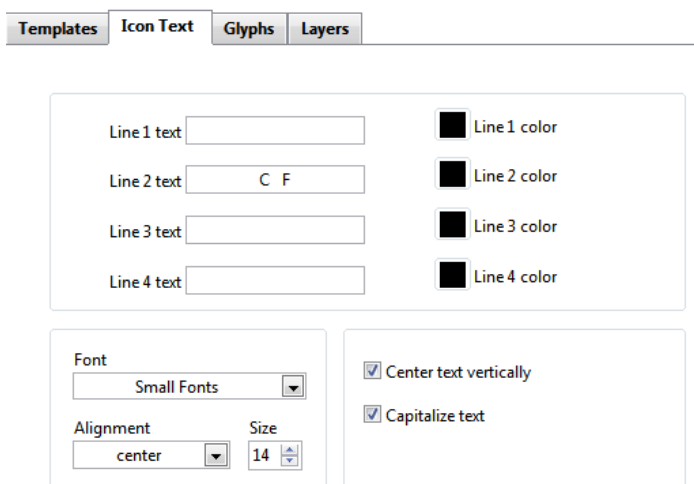 Templates Icon Text Glyphs Layers
Line 1 text Line 1 color
Line 2 text C F Line 2 color
Line 3 text Line 3 color
Line 4 text Line 4 color
Font
Small Fonts
Center text vertically
Capitalize text
Alignment Size
center 14